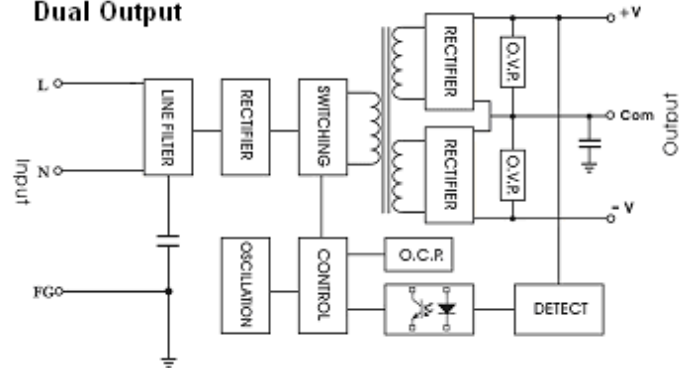 Dual Output
+V
RECTIFIER
O.V.P.
L
LINE FILTER
RECTIFIER
SWITCHING
Com
Output
N
Input
RECTIFIER
O.V.P.
- V
OSCILLATION
CONTROL
O.C.P.
FG
DETECT